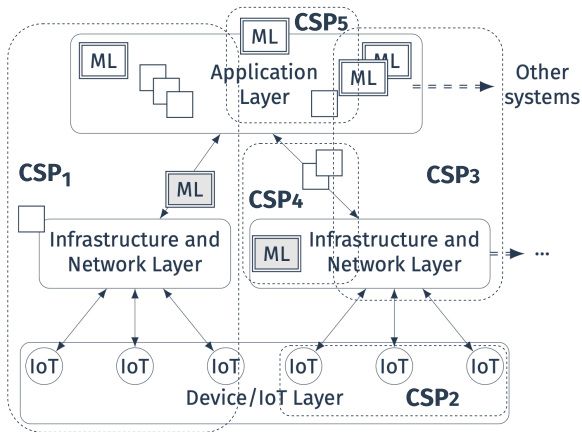 CSP5
ML
ML
ML
ML
Application
Layer
Other
systems
CSP1
ML
CSP4
CSP3
Infrastructure and
Network Layer
ML
Infrastructure and
Network Layer
...
IoT
IoT
IoT
IoT
IoT
IoT
Device/IoT Layer
CSP2